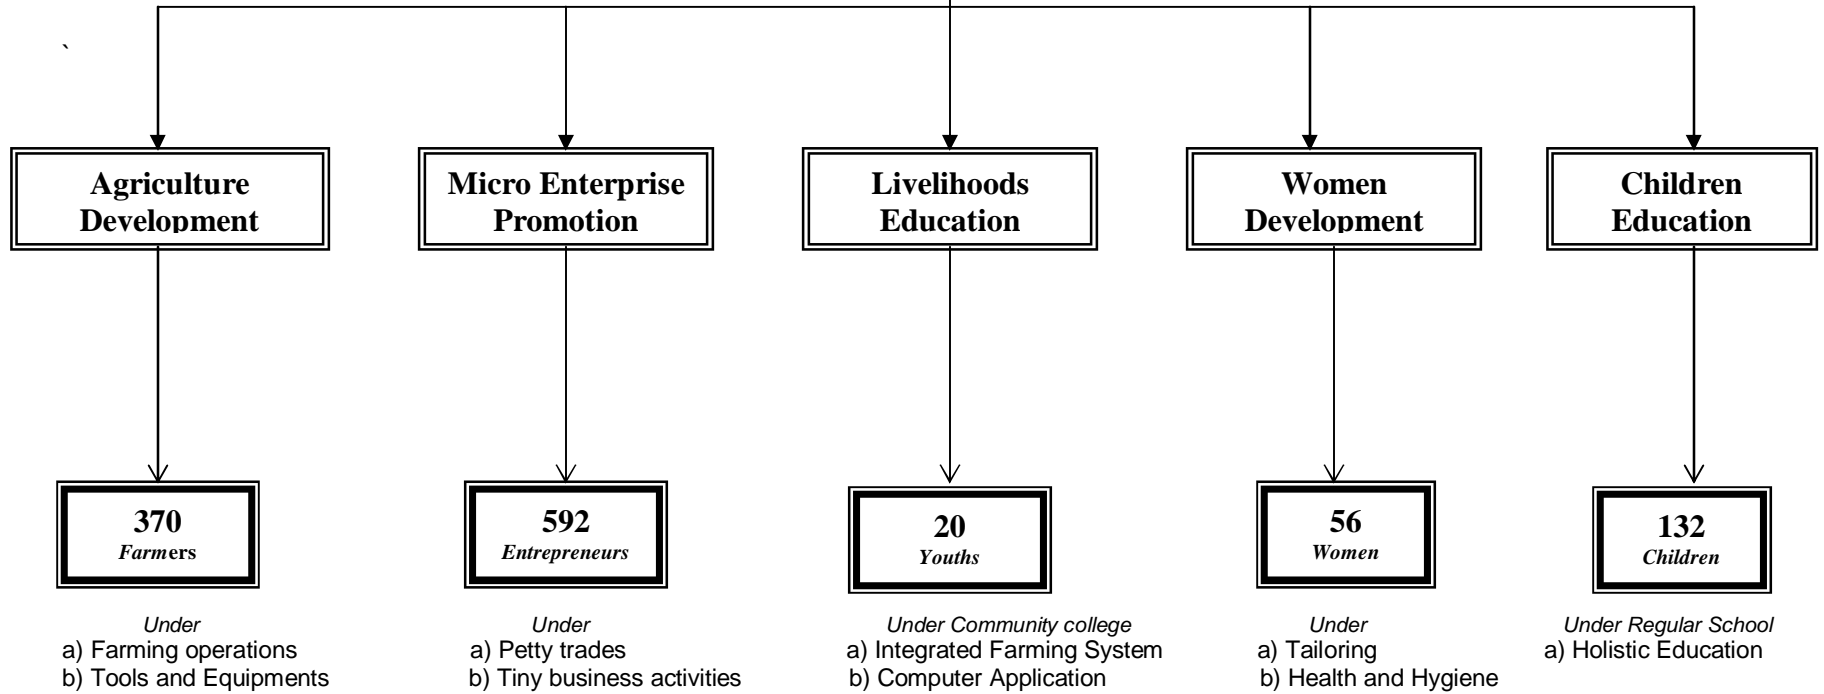 `
Agriculture
Development
Micro Enterprise
Promotion
Livelihoods
Education
Women
Development
Children
Education
370
Farmers
592
Entrepreneurs
20
Youths
56
Women
132
Children
Under
a) Farming operations
b) Tools and Equipments
Under
a) Petty trades
b) Tiny business activities
Under Community college
a) Integrated Farming System
b) Computer Application
Under
a) Tailoring
b) Health and Hygiene
Under Regular School
a) Holistic Education